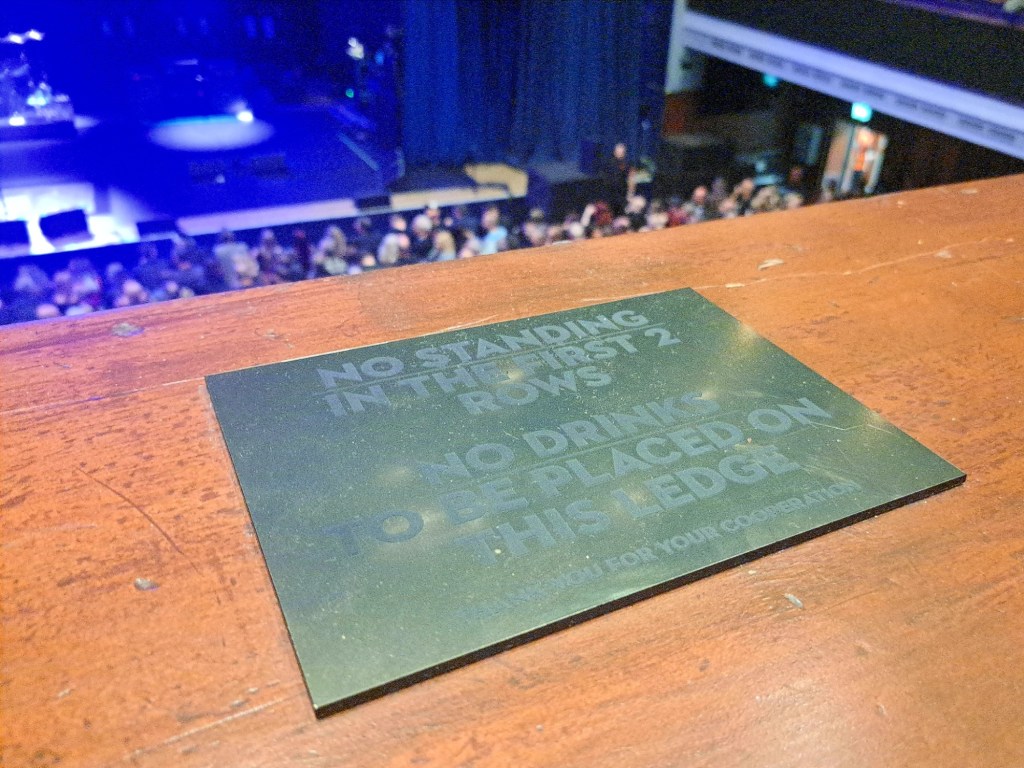 NO STANDING
IN THE FIRST 2
ROWS
NO DRINKS
TO BE PLACED ON
THIS LEDGE
THANK YOU FOR YOUR COOPERATION